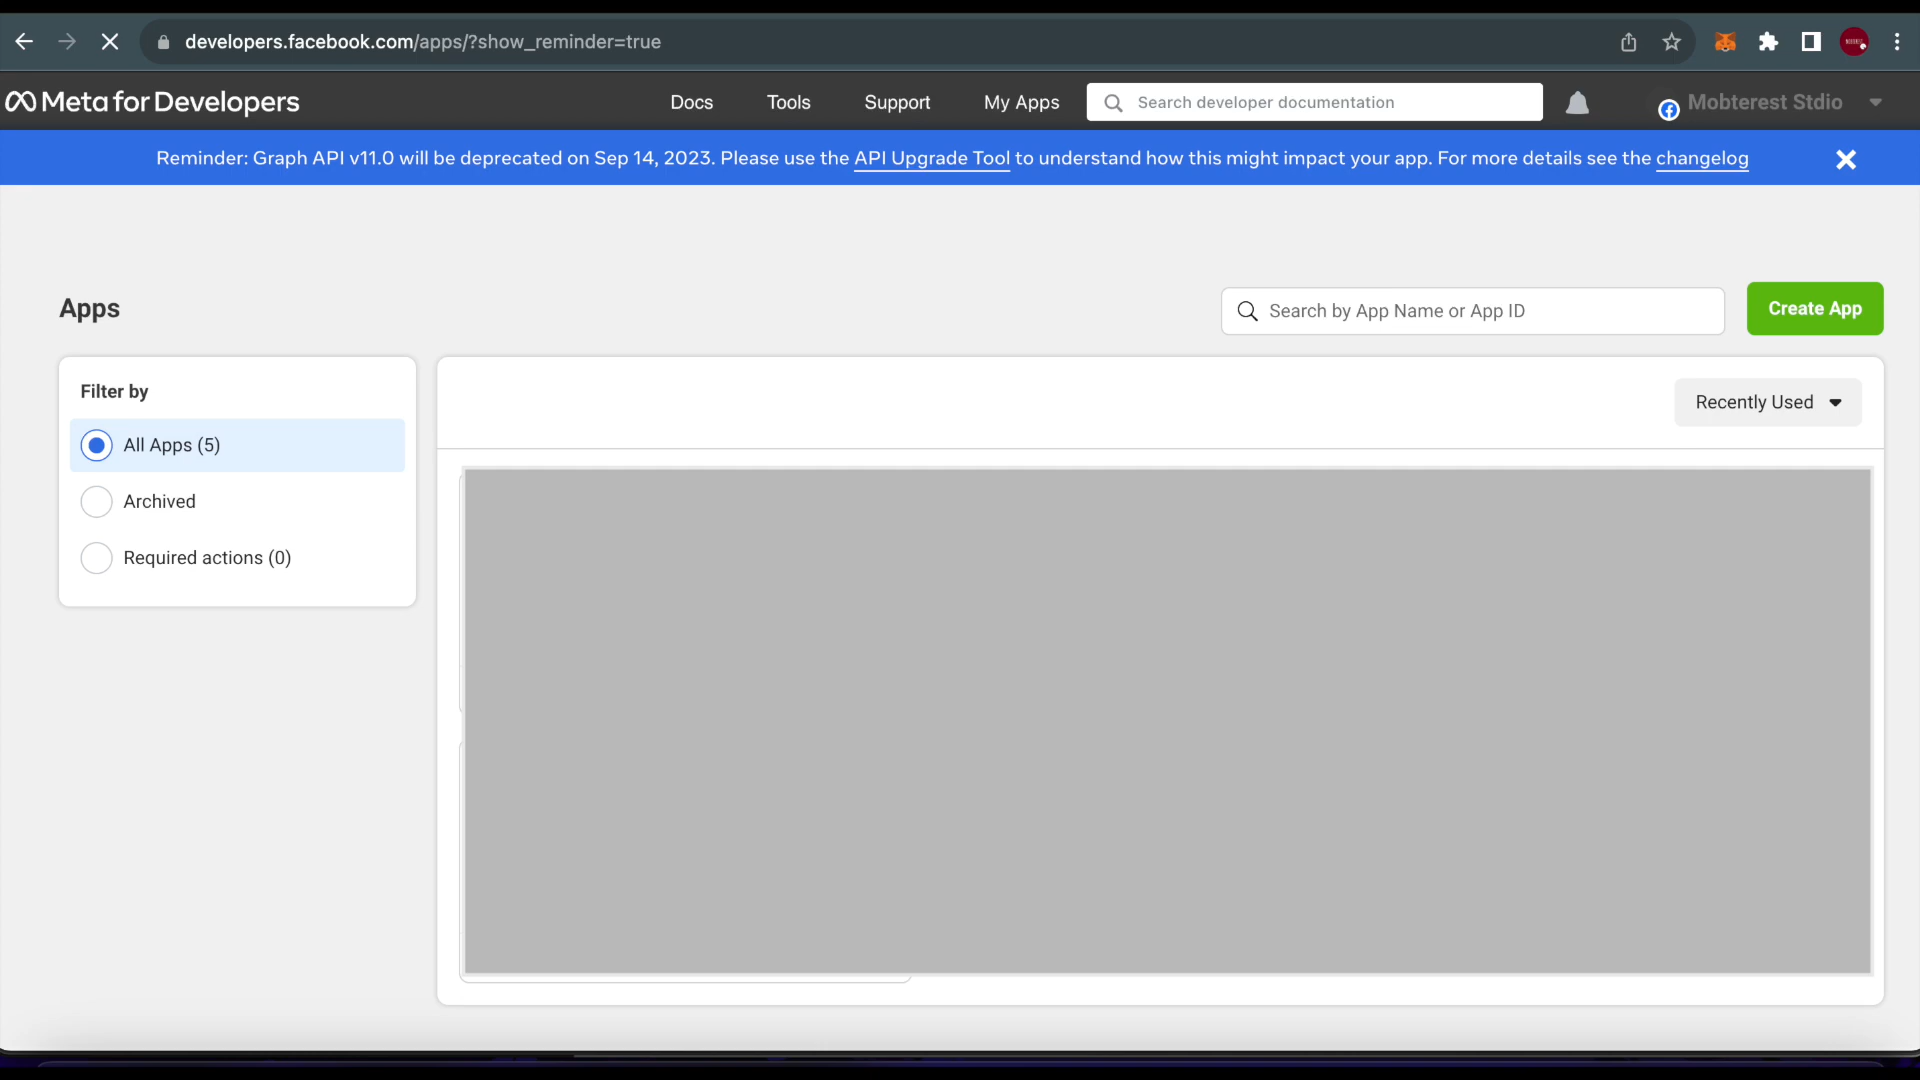 developers.facebook.com/apps/?show_reminder=true
Meta for Developers
Docs
Tools
Support
My Apps
Search developer documentation
Mobterest Stdio
Reminder: Graph API v11.0 will be deprecated on Sep 14, 2023. Please use the API Upgrade Tool to understand how this might impact your app. For more details see the changelog
Apps
Search by App Name or App ID
Create App
Filter by
Recently Used
All Apps (5)
Archived
Required actions (0)